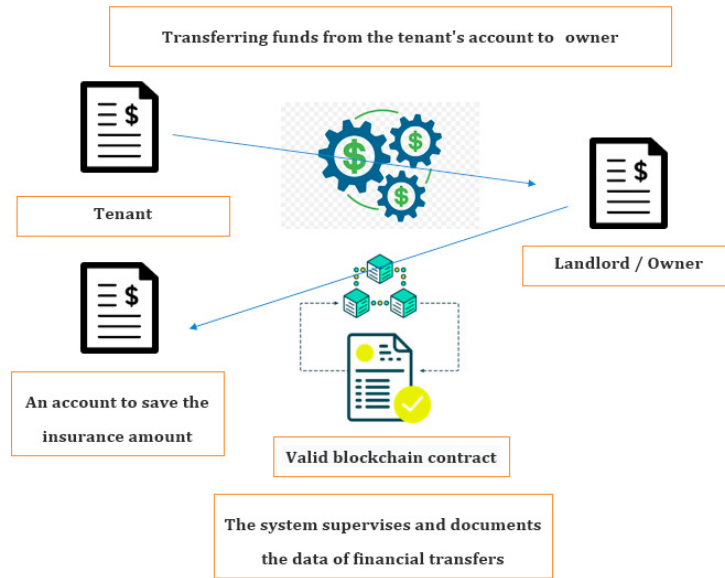 Transferring funds from the tenant's account to owner
$
$
$
$
$
Tenant
Landlord / Owner
$
An account to save the
insurance amount
Valid blockchain contract
The system supervises and documents
the data of financial transfers